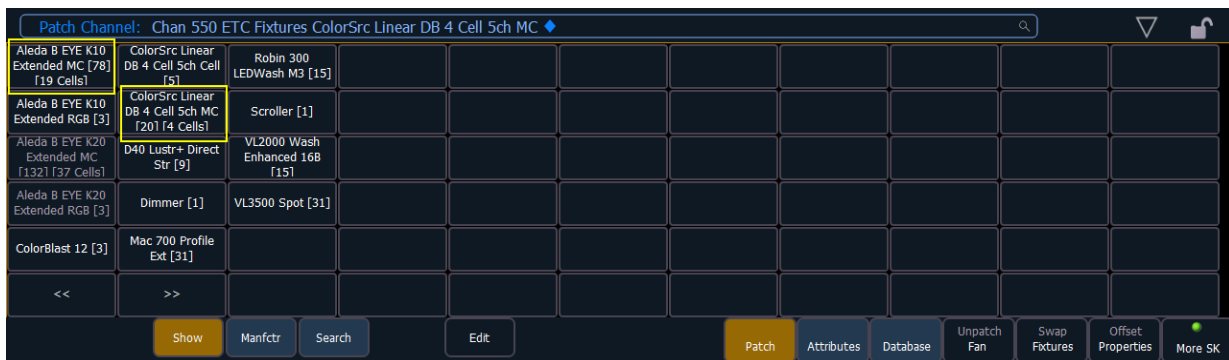 Patch Channel: Chan 550 ETC Fixtures ColorSrc Linear DB 4 Cell 5ch MC
Aleda B EYE K10
Extended MC [78]
[19 Cells]
ColorSrc Linear
DB 4 Cell 5ch Cell
[5]
Robin 300
LEDWash M3 [15]
Aleda B EYE K10
Extended RGB [3]
ColorSrc Linear
DB 4 Cell 5ch MC
[20] [4 Cells]
Scroller [1]
Aleda B EYE K20
Extended MC
[132] [37 Cells]
D40 Lustr+ Direct
Str [9]
VL2000 Wash
Enhanced 16B
[15]
Aleda B EYE K20
Extended RGB [3]
Dimmer [1]
VL3500 Spot [31]
ColorBlast 12 [3]
Mac 700 Profile
Ext [31]
<<
>>
Show
Manfctr
Search
Edit
Patch
Attributes
Database
Unpatch
Fan
Swap
Fixtures
Offset
Properties
More SK